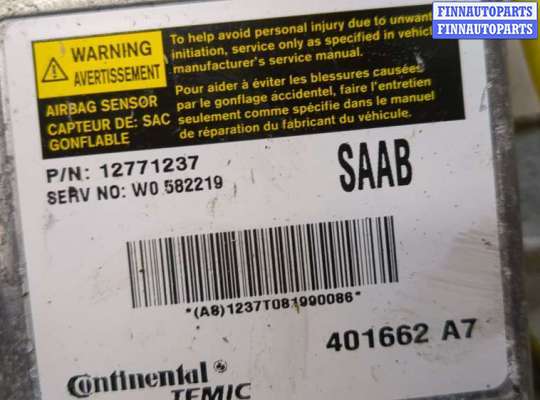 FINNAUTOPARTS
FINNAUTOPARTS
WARNING
AVERTISSEMENT
AIRBAG SENSOR
CAPTEUR DE: SAC
GONFLABLE
To help avoid personal injury due to unwant
initiation, service only as specified in vehicl
manufacturer's service manual.
Pour aider à éviter les blessures causées
par le gonflage accidentel, faire l'entretien
seulement comme spécifie dans le manuel
de réparation du fabricant du véhicule.
P/N: 12771237
SERV NO: W0 582219
SAAB
*(A8)1237T081990086*
401662 A7
Continental
TEMIC